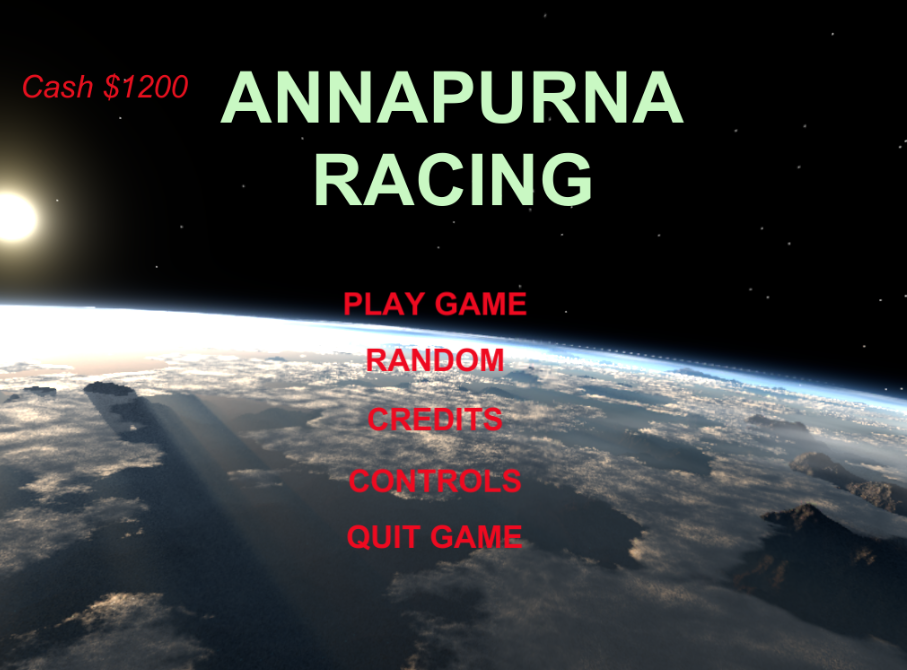 Cash $1200
ANNAPURNA
RACING
PLAY GAME
RANDOM
CREDITS
CONTROLS
QUIT GAME